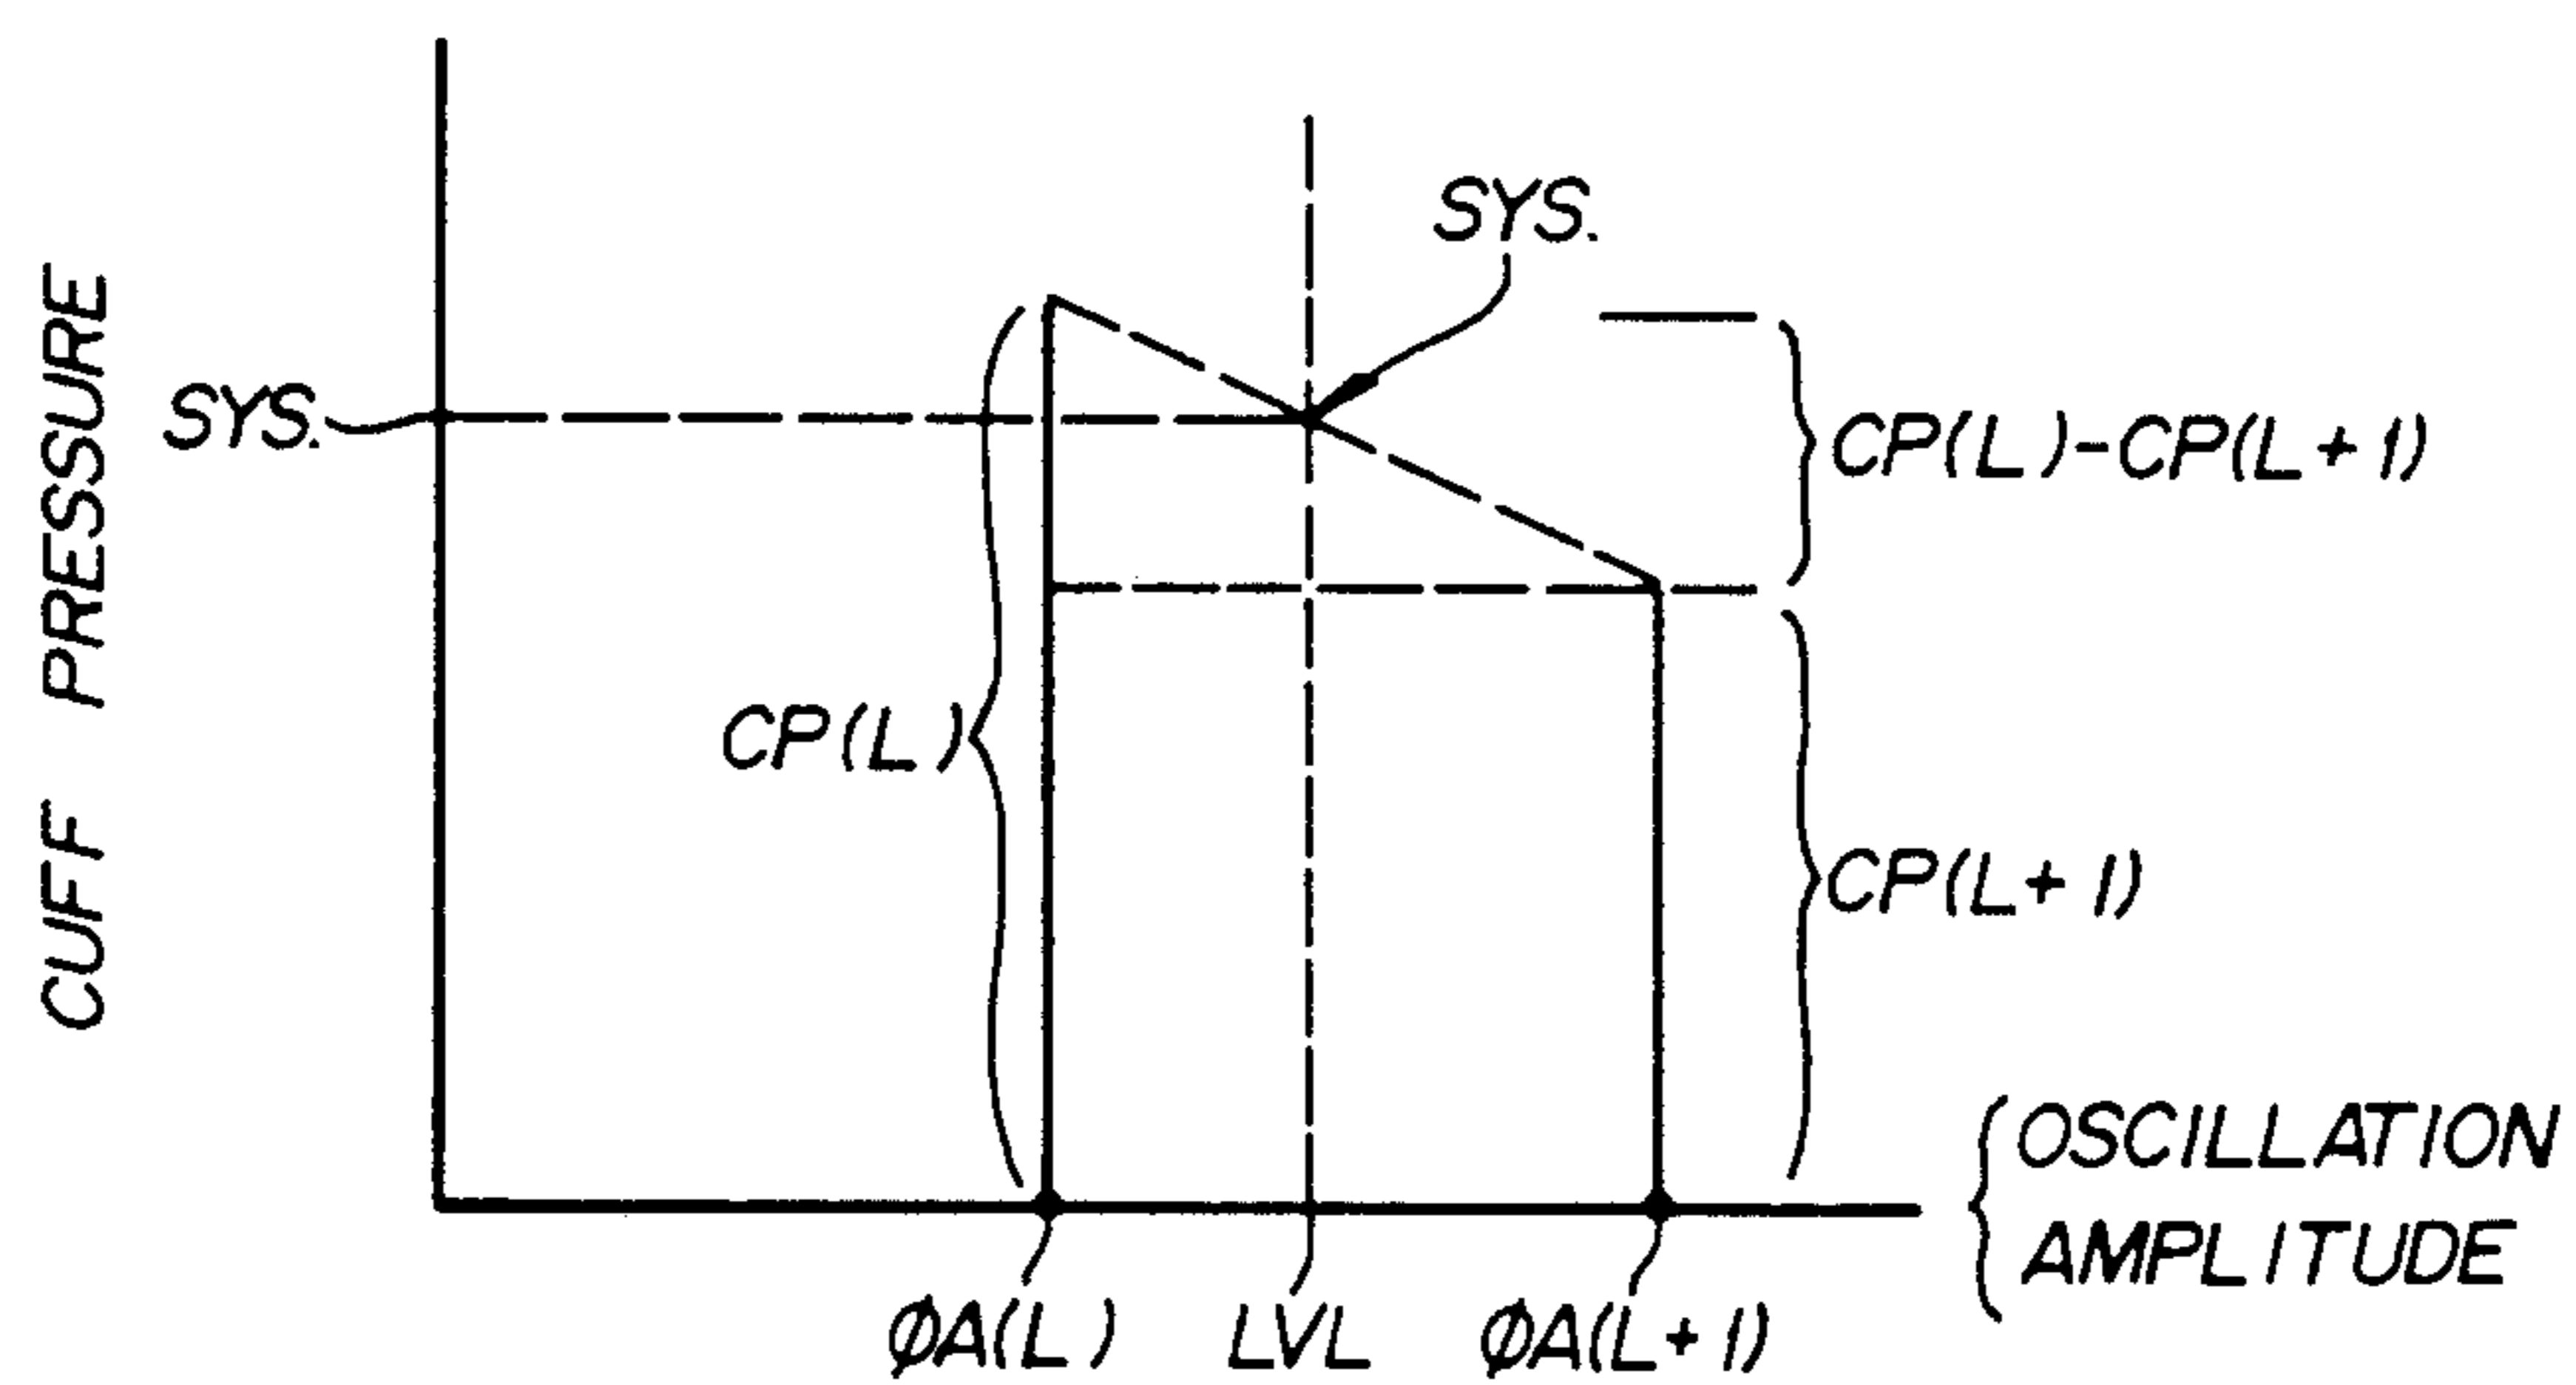 SYS.
SYS.
CUFF PRESSURE
CP(L)-CP(L+1)
CP(L)
CP(L+1)
OSCILLATION
AMPLITUDE
ØA(L)
LVL
ØA(L+1)